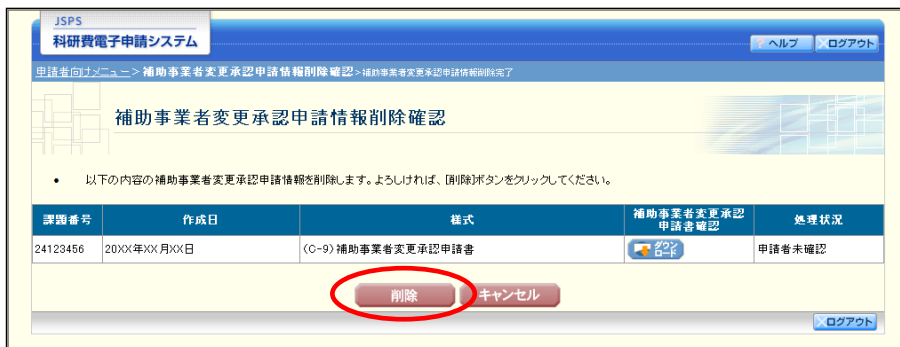 JSPS
科研費電子申請システム
? ヘルプ
×ログアウト
申請者向けメニュー>補助事業者変更承認申請情報削除確認>補助事業者変更承認申請情報削除完了
補助事業者変更承認申請情報削除確認
• 以下の内容の補助事業者変更承認申請情報を削除します。よろしければ、[削除]ボタンをクリックしてください。
課題番号 作成日 様式 補助事業者変更承認 処理状況
申請書確認
24123456 20XX年XX月XX日 (C-9)補助事業者変更承認申請書 ダウン 申請者未確認
ロード
削除 キャンセル
×ログアウト